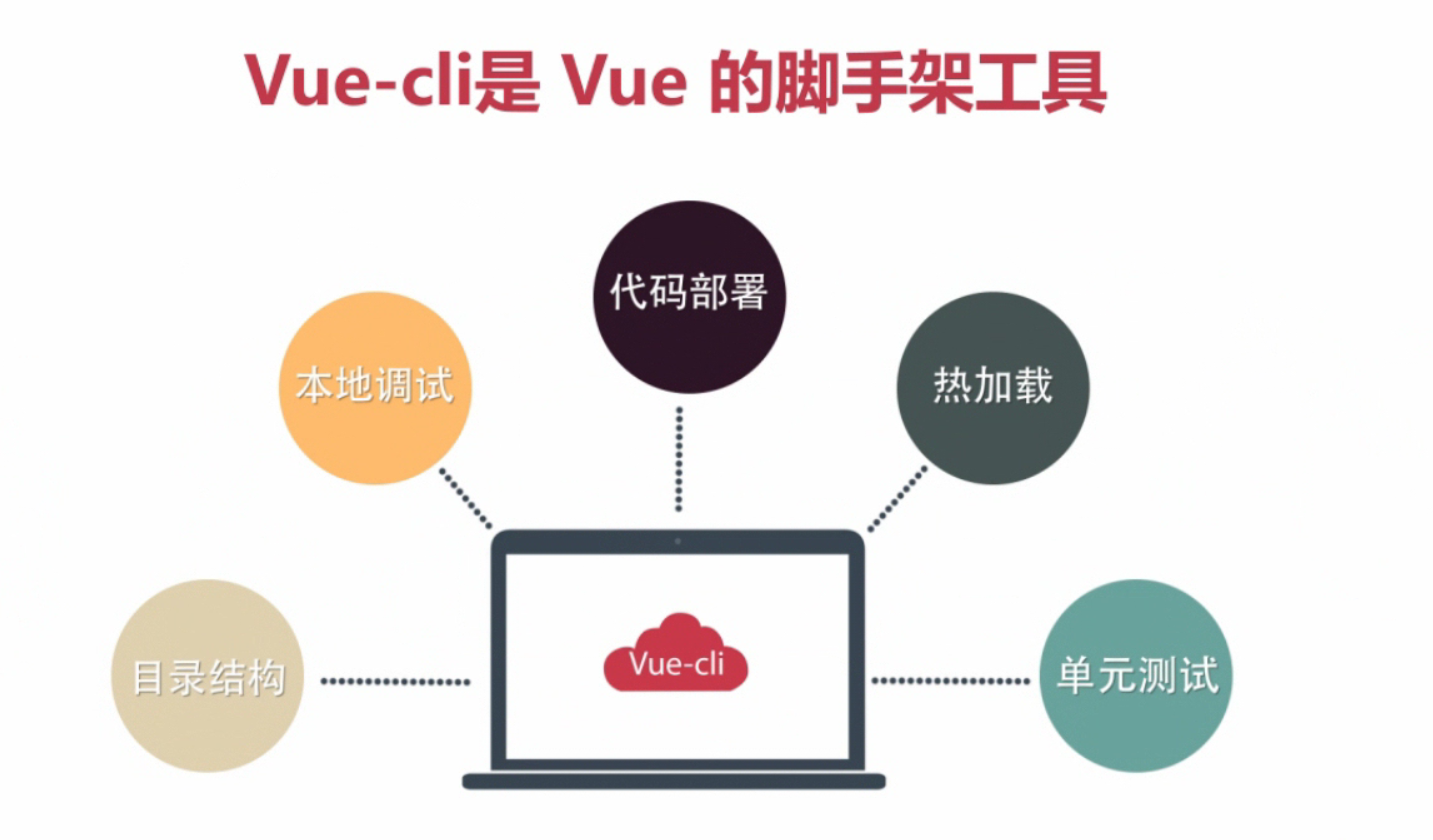 Vue-cli是 Vue 的脚手架工具
代码部署
本地调试
热加载
Vue-cli
目录结构
单元测试